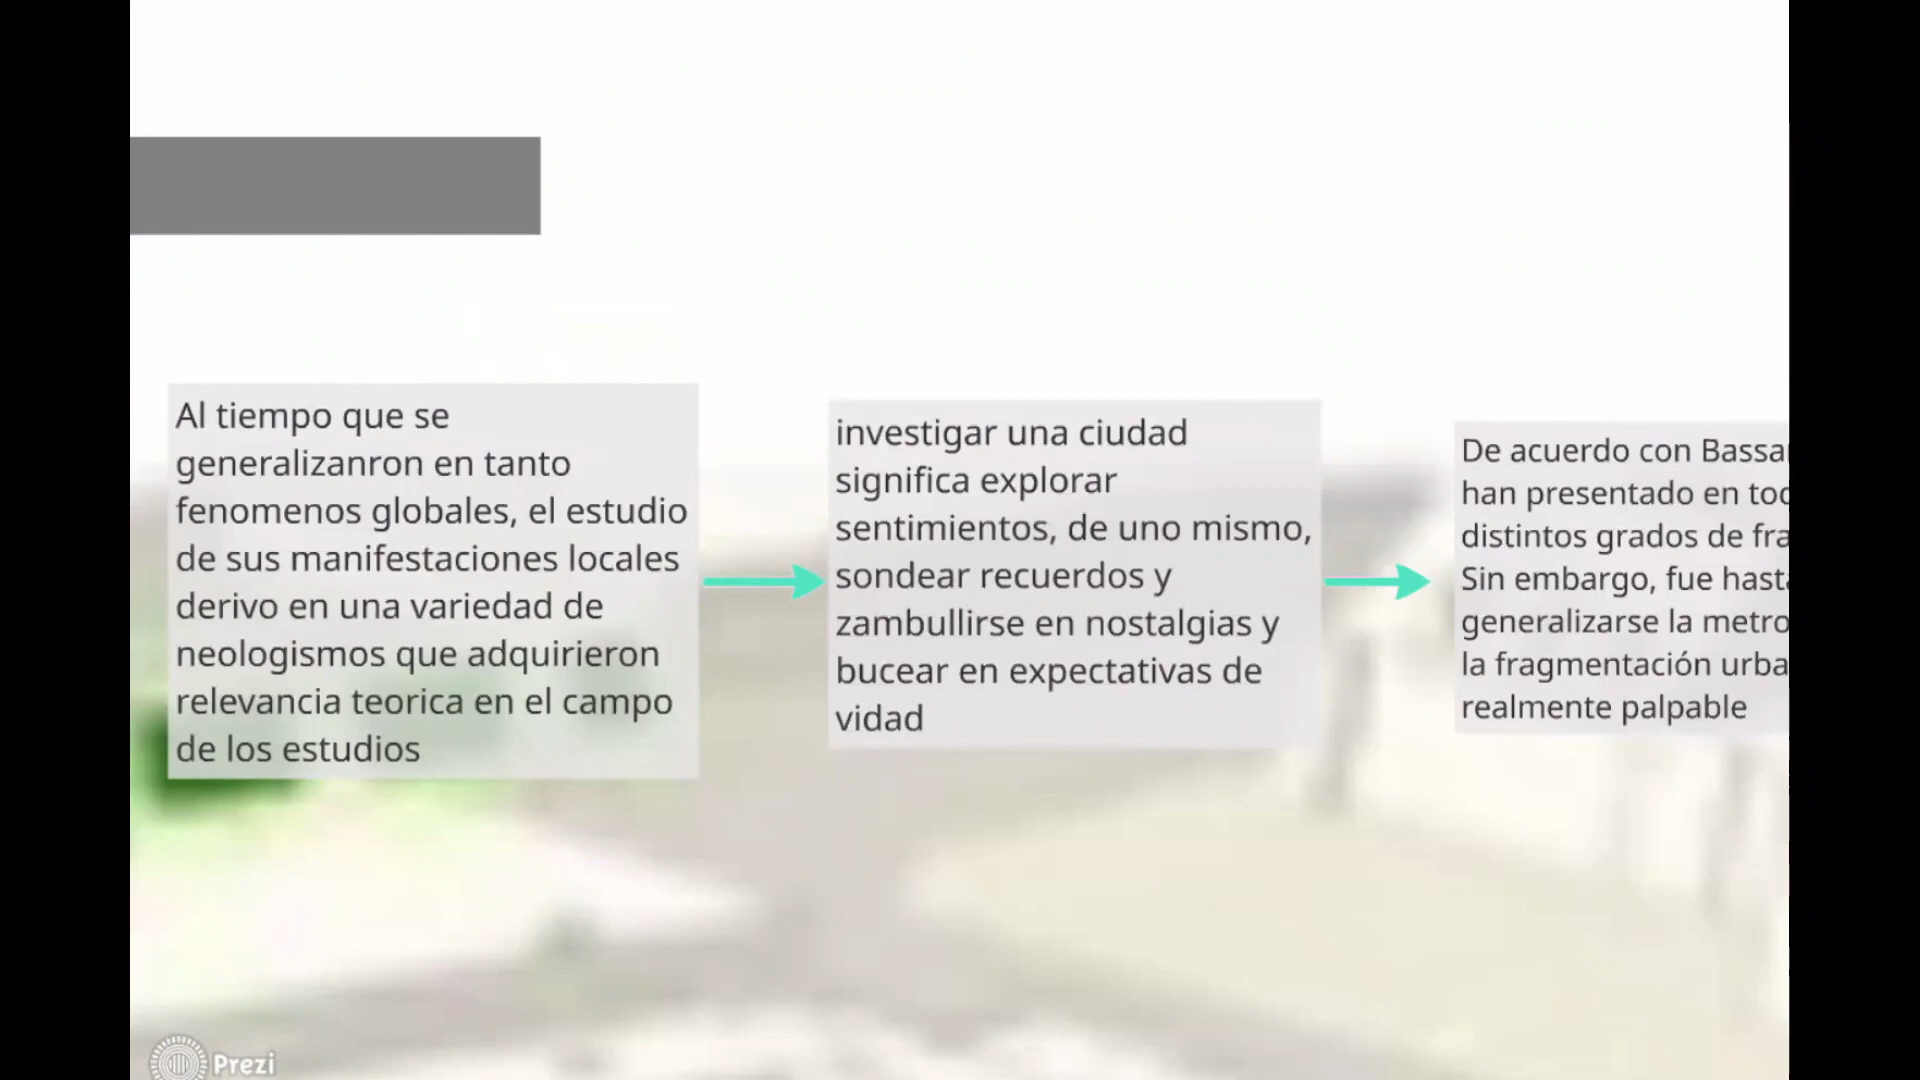 Al tiempo que se
generalizanron en tanto
fenomenos globales, el estudio
de sus manifestaciones locales
derivo en una variedad de
neologismos que adquirieron
relevancia teorica en el campo
de los estudios
investigar una ciudad
significa explorar
sentimientos, de uno mismo,
sondear recuerdos y
zambullirse en nostalgias y
bucear en expectativas de
vidad
De acuerdo con
han presentado en
distintos grados de
Sin embargo, fue
generalizarse la
la fragmentación
realmente palpable
Prezi